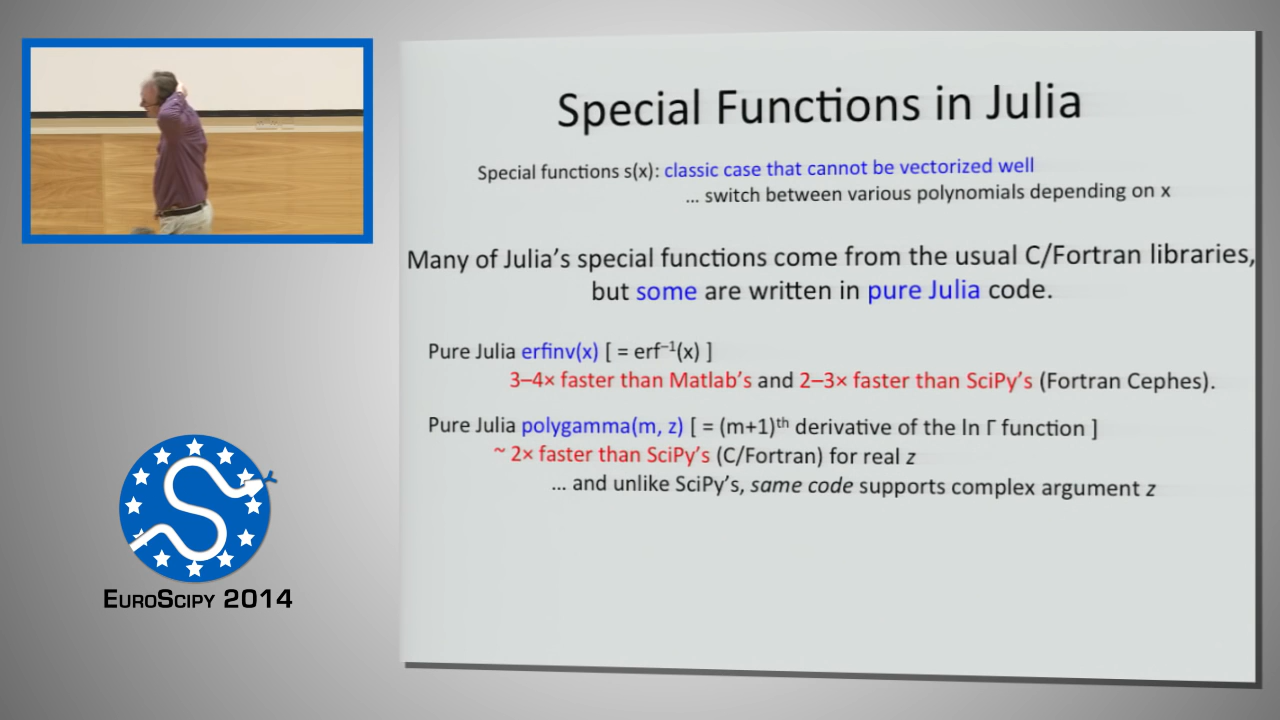 Special Functions in Julia
Special functions s(x): classic case that cannot be vectorized well
... switch between various polynomials depending on x
Many of Julia's special functions come from the usual C/Fortran libraries,
but some are written in pure Julia code.
Pure Julia erfinv(x) [ = erf⁻¹(x) ]
3–4× faster than Matlab's and 2–3× faster than SciPy's (Fortran Cephes).
Pure Julia polygamma(m, z) [ = (m+1)ᵗʰ derivative of the ln Γ function ]
~ 2× faster than SciPy's (C/Fortran) for real z
... and unlike SciPy's, same code supports complex argument z
EuroScipy 2014